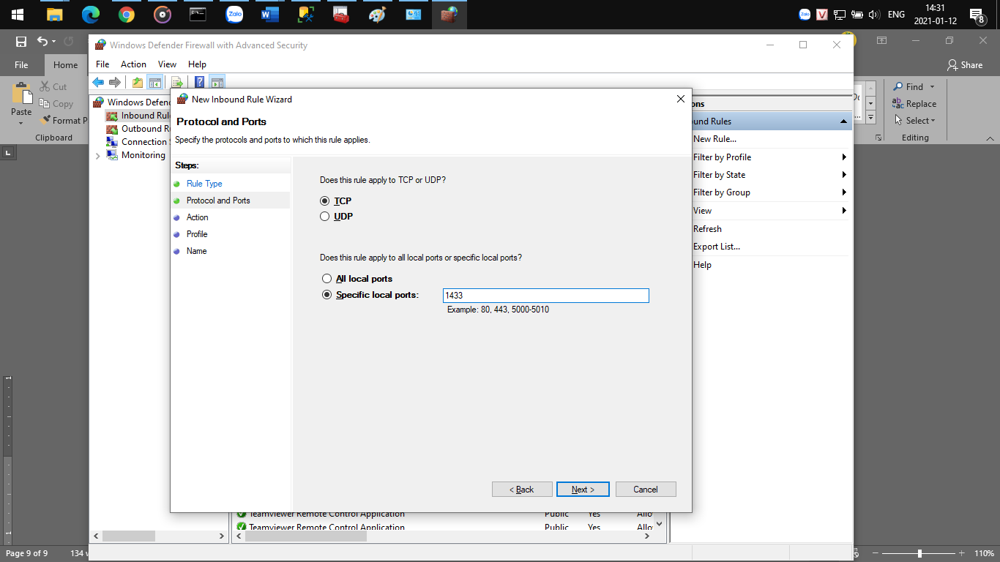 Zalo
W
Zalo
V
ENG
14:31
2021-01-12
8
Windows Defender Firewall with Advanced Security
File
Home
Share
File Action View Help
Paste
Cut
Copy
Format P
Clipboard
Find
Replace
Select
Editing
Windows Defen
Inbound Rul
Outbound R
Connection
Monitoring
New Inbound Rule Wizard
Protocol and Ports
Specify the protocols and ports to which this rule applies.
Steps:
Rule Type
Protocol and Ports
Action
Profile
Name
Does this rule apply to TCP or UDP?
TCP
UDP
Does this rule apply to all local ports or specific local ports?
All local ports
Specific local ports:
1433
Example: 80, 443, 5000-5010
< Back
Next >
Cancel
ons
und Rules
New Rule...
Filter by Profile
Filter by State
Filter by Group
View
Refresh
Export List...
Help
Teamviewer Remote Control Application Public Yes Allo
Teamviewer Remote Control Application Public Yes Allo
Page 9 of 9
134 w
110%